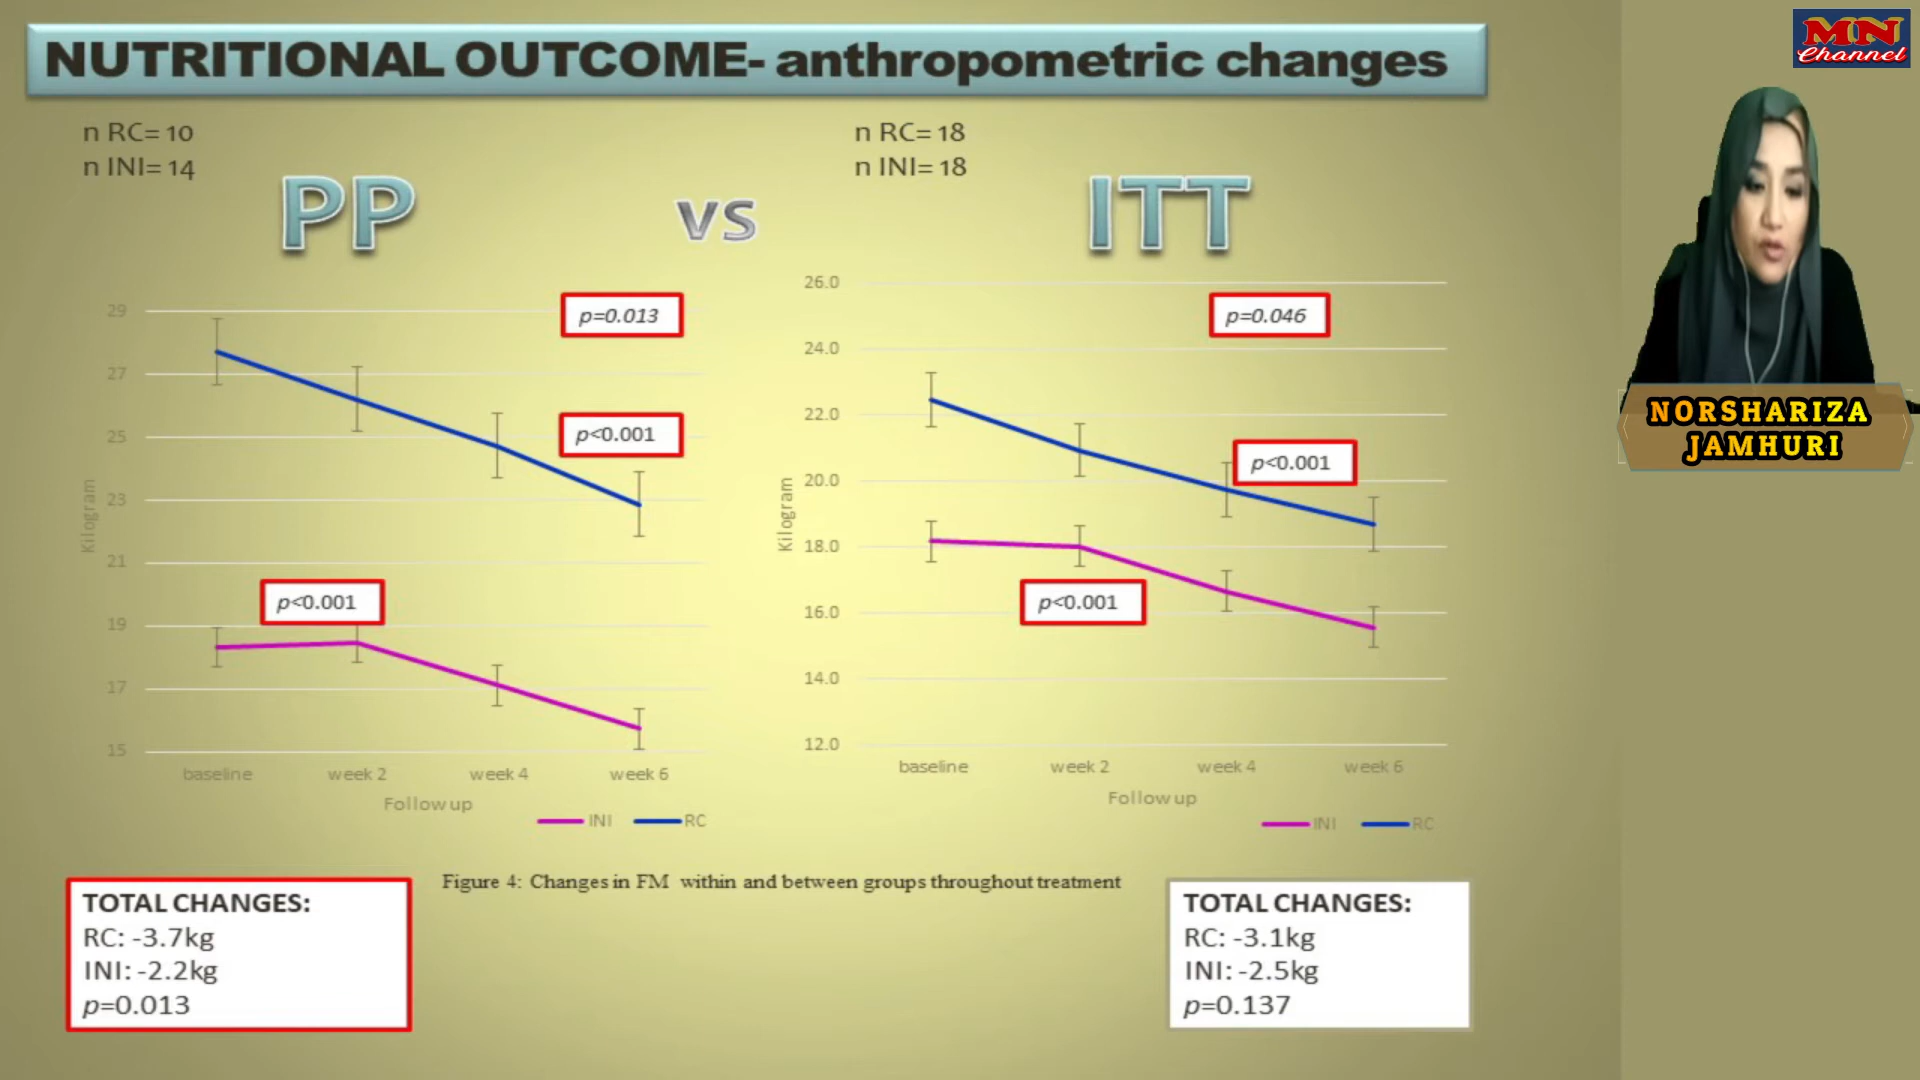 NUTRITIONAL OUTCOME- anthropometric changes
MN
Channel
n RC= 10
n INI= 14
PP
vs
n RC= 18
n INI= 18
ITT
29
27
25
23
21
19
17
15
Kilogram
p=0.013
p<0.001
p<0.001
baseline week 2 week 4 week 6
Follow up
INI RC
26.0
24.0
22.0
20.0
18.0
16.0
14.0
12.0
Kilogram
p=0.046
p<0.001
p<0.001
baseline week 2 week 4 week 6
Follow up
INI RC
NORSHARIZA
JAMHURI
Figure 4: Changes in FM within and between groups throughout treatment
TOTAL CHANGES:
RC: -3.7kg
INI: -2.2kg
p=0.013
TOTAL CHANGES:
RC: -3.1kg
INI: -2.5kg
p=0.137